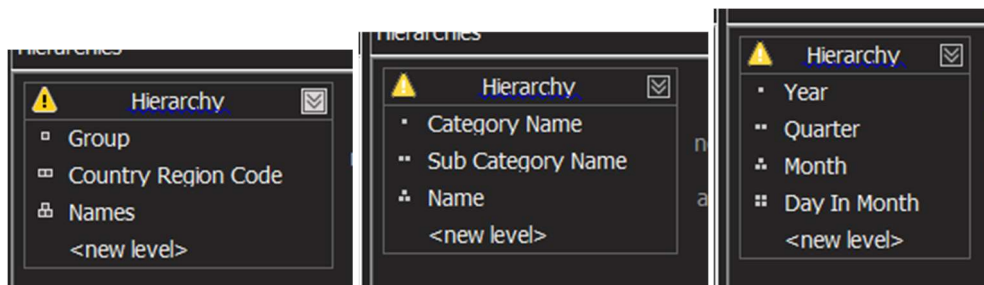 Hierarchies
Hierarchy
Group
Country Region Code
Names
<new level>
Hierarchies
Hierarchy
Category Name
Sub Category Name
Name
<new level>
Hierarchy
Year
Quarter
Month
Day In Month
<new level>